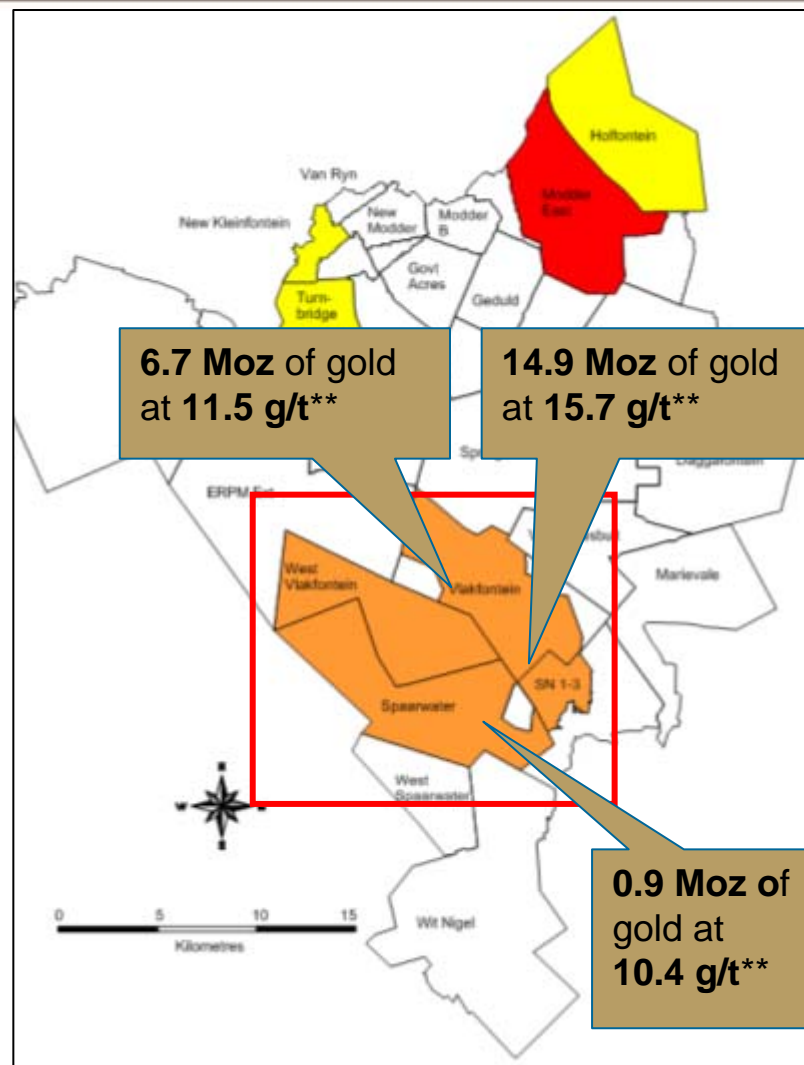 Holfontein
Modder
East
Van Ryn
New
Modder
Modder
B
New Kleinfontein
Govt
Acres
Geduld
Turn-
bridge
6.7 Moz of gold
at 11.5 g/t**
14.9 Moz of gold
at 15.7 g/t**
ERPM
West
Vlakfontein
Vlakfontein
Marievale
SN 1-3
Spaarwater
West
Spaarwater
W
S
0.9 Moz of
gold at
10.4 g/t**
Wit Nigel
0 5 10 15
Kilometres